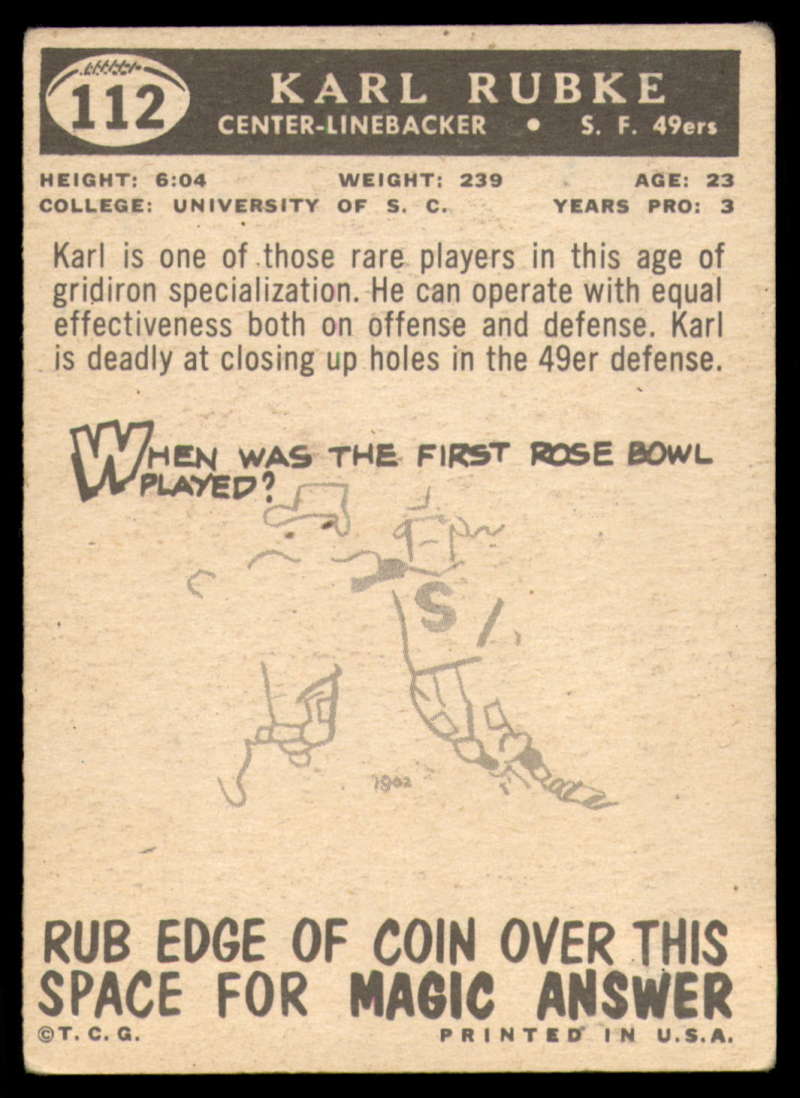 112
KARL RUBKE
CENTER-LINEBACKER • S. F. 49ers
HEIGHT: 6:04 WEIGHT: 239 AGE: 23
COLLEGE: UNIVERSITY OF S. C. YEARS PRO: 3
Karl is one of those rare players in this age of
gridiron specialization. He can operate with equal
effectiveness both on offense and defense. Karl
is deadly at closing up holes in the 49er defense.
WHEN WAS THE FIRST ROSE BOWL
PLAYED?
S
1902
RUB EDGE OF COIN OVER THIS
SPACE FOR MAGIC ANSWER
©T. C. G. PRINTED IN U.S.A.